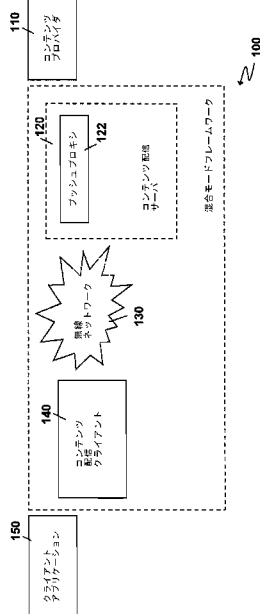 110
コンテンツ
プロバイダ
100
120
プッシュプロキシ
122
コンテンツ配信
サーバ
混合モードフレームワーク
無線
ネットワーク
130
140
コンテンツ
配信
クライアント
150
クライアント
アプリケーション